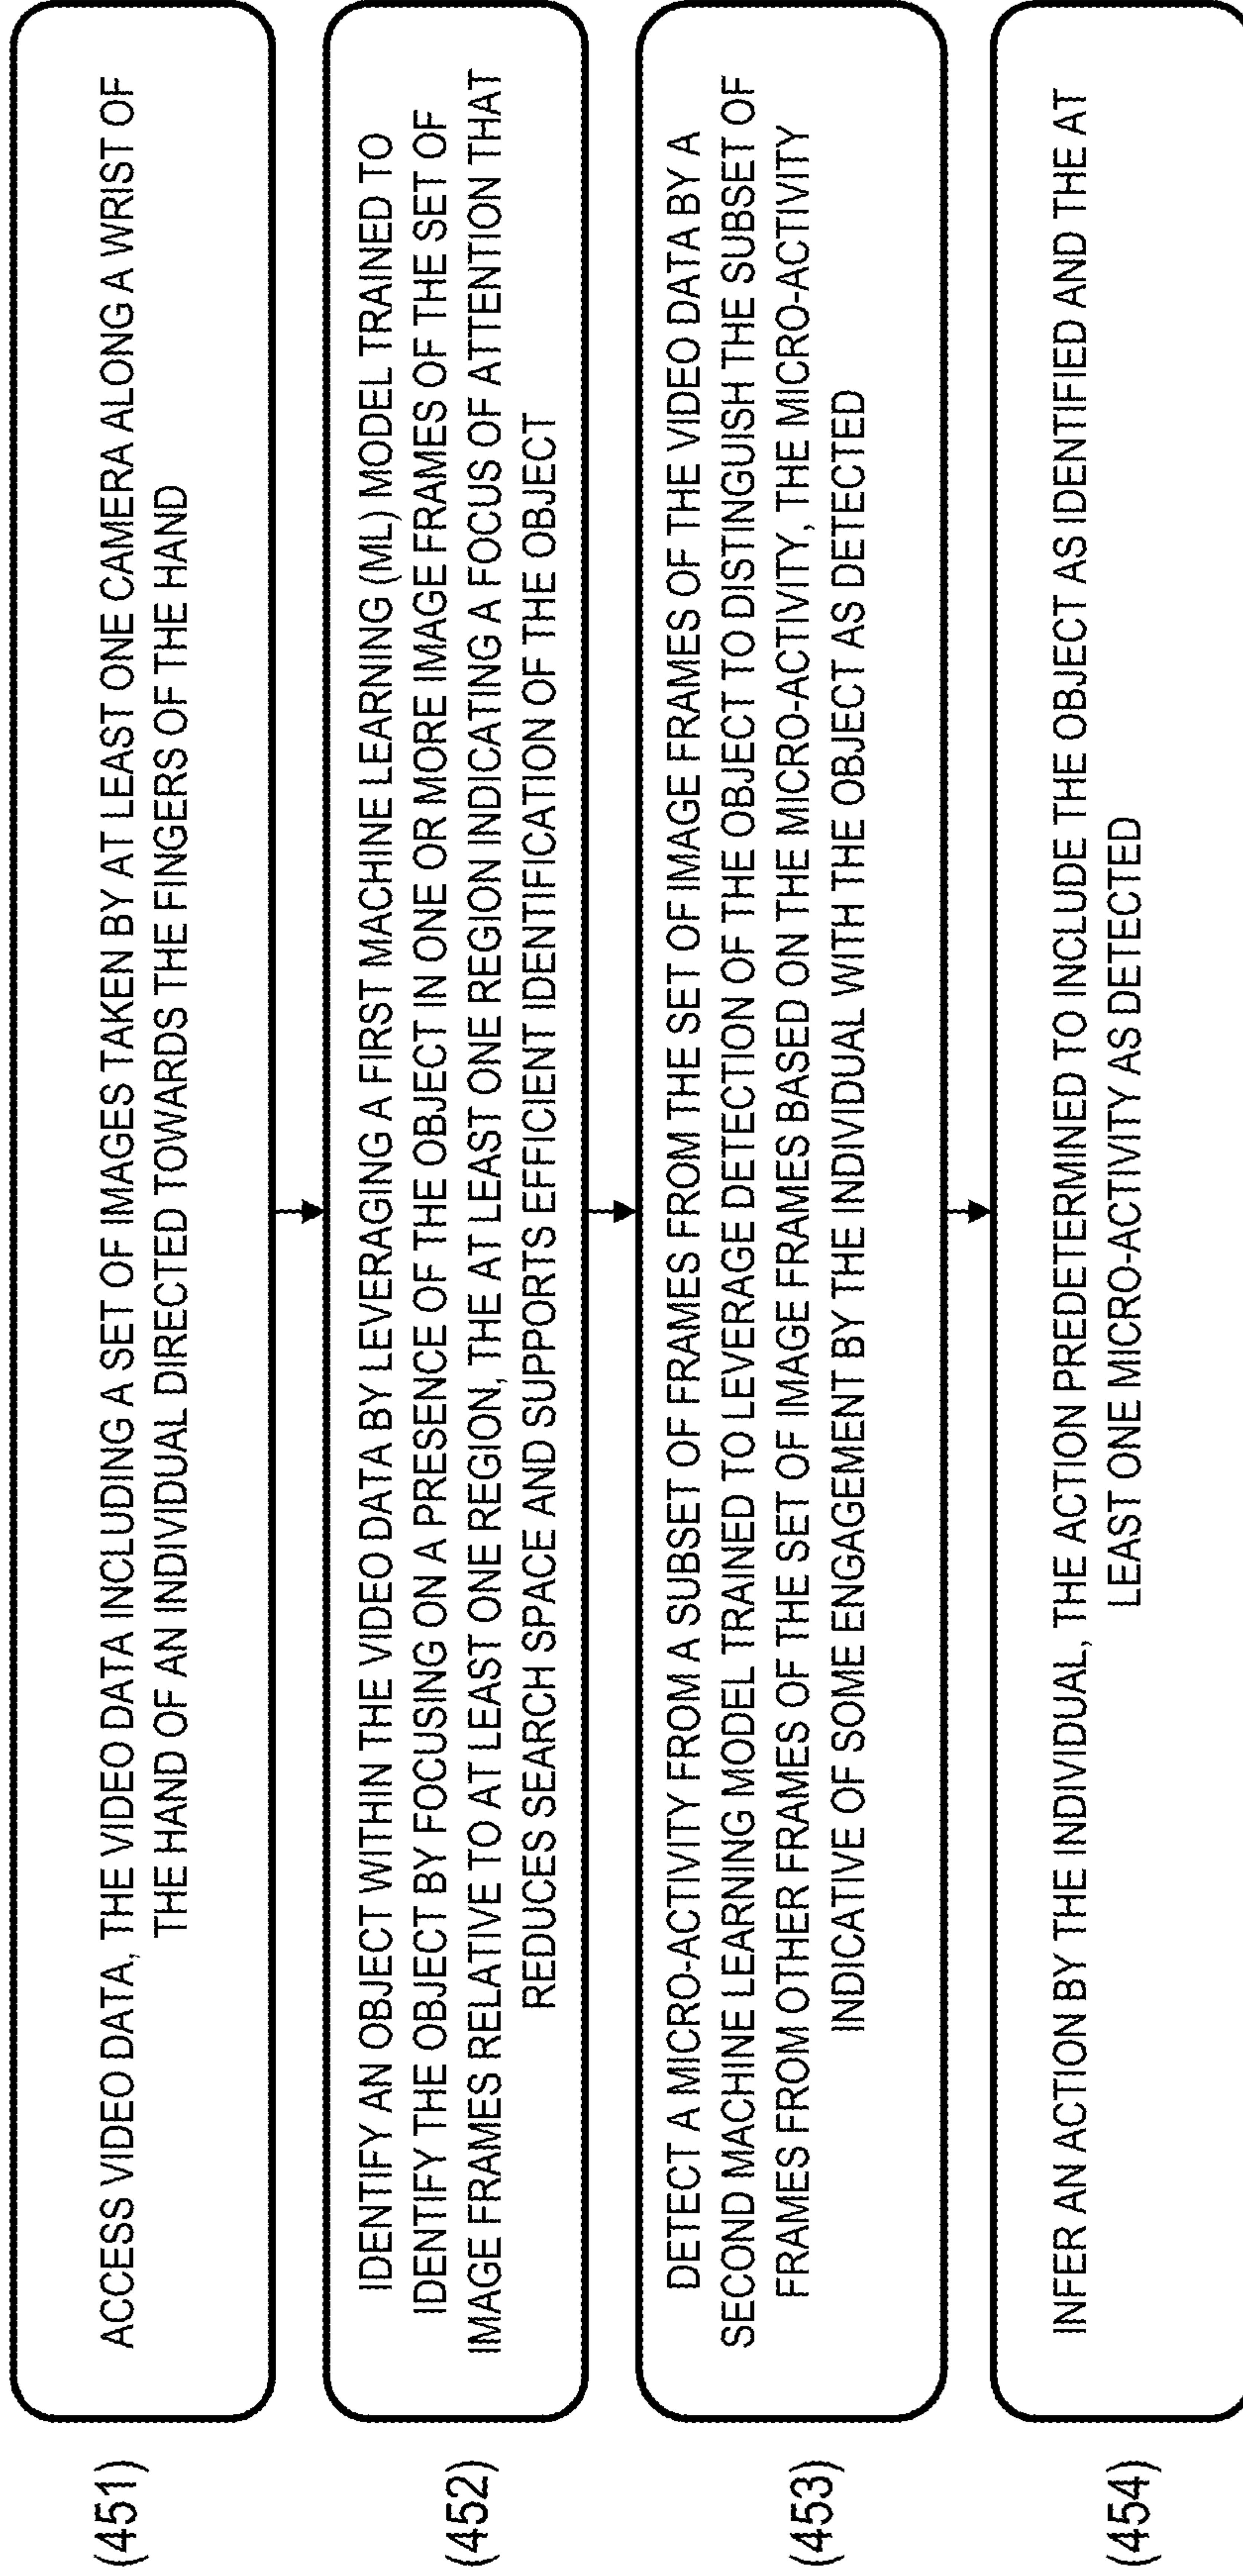 (451)
ACCESS VIDEO DATA, THE VIDEO DATA INCLUDING A SET OF IMAGES TAKEN BY AT LEAST ONE CAMERA ALONG A WRIST OF
THE HAND OF AN INDIVIDUAL DIRECTED TOWARDS THE FINGERS OF THE HAND
(452)
IDENTIFY AN OBJECT WITHIN THE VIDEO DATA BY LEVERAGING A FIRST MACHINE LEARNING (ML) MODEL TRAINED TO
IDENTIFY THE OBJECT BY FOCUSING ON A PRESENCE OF THE OBJECT IN ONE OR MORE IMAGE FRAMES OF THE SET OF
IMAGE FRAMES RELATIVE TO AT LEAST ONE REGION, THE AT LEAST ONE REGION INDICATING A FOCUS OF ATTENTION THAT
REDUCES SEARCH SPACE AND SUPPORTS EFFICIENT IDENTIFICATION OF THE OBJECT
(453)
DETECT A MICRO-ACTIVITY FROM A SUBSET OF FRAMES FROM THE SET OF IMAGE FRAMES OF THE VIDEO DATA BY A
SECOND MACHINE LEARNING MODEL TRAINED TO LEVERAGE DETECTION OF THE OBJECT TO DISTINGUISH THE SUBSET OF
FRAMES FROM OTHER FRAMES OF THE SET OF IMAGE FRAMES BASED ON THE MICRO-ACTIVITY, THE MICRO-ACTIVITY
INDICATIVE OF SOME ENGAGEMENT BY THE INDIVIDUAL WITH THE OBJECT AS DETECTED
(454)
INFER AN ACTION BY THE INDIVIDUAL, THE ACTION PREDETERMINED TO INCLUDE THE OBJECT AS IDENTIFIED AND THE AT
LEAST ONE MICRO-ACTIVITY AS DETECTED